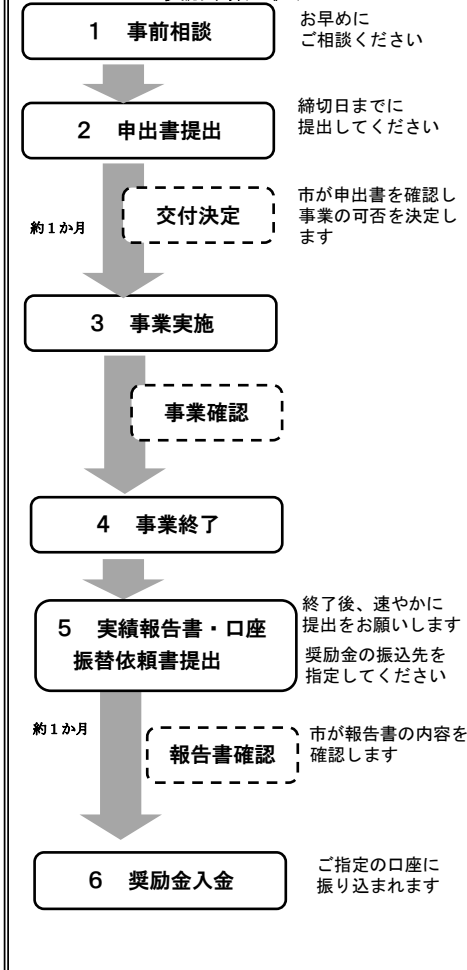 1 事前相談
お早めに
ご相談ください
2 申出書提出
締切日までに
提出してください
約1か月
交付決定
市が申出書を確認し
事業の可否を決定し
ます
3 事業実施
事業確認
4 事業終了
5 実績報告書・口座
振替依頼書提出
終了後、速やかに
提出をお願いします
奨励金の振込先を
指定してください
約1か月
報告書確認
市が報告書の内容を
確認します
6 奨励金入金
ご指定の口座に
振り込まれます